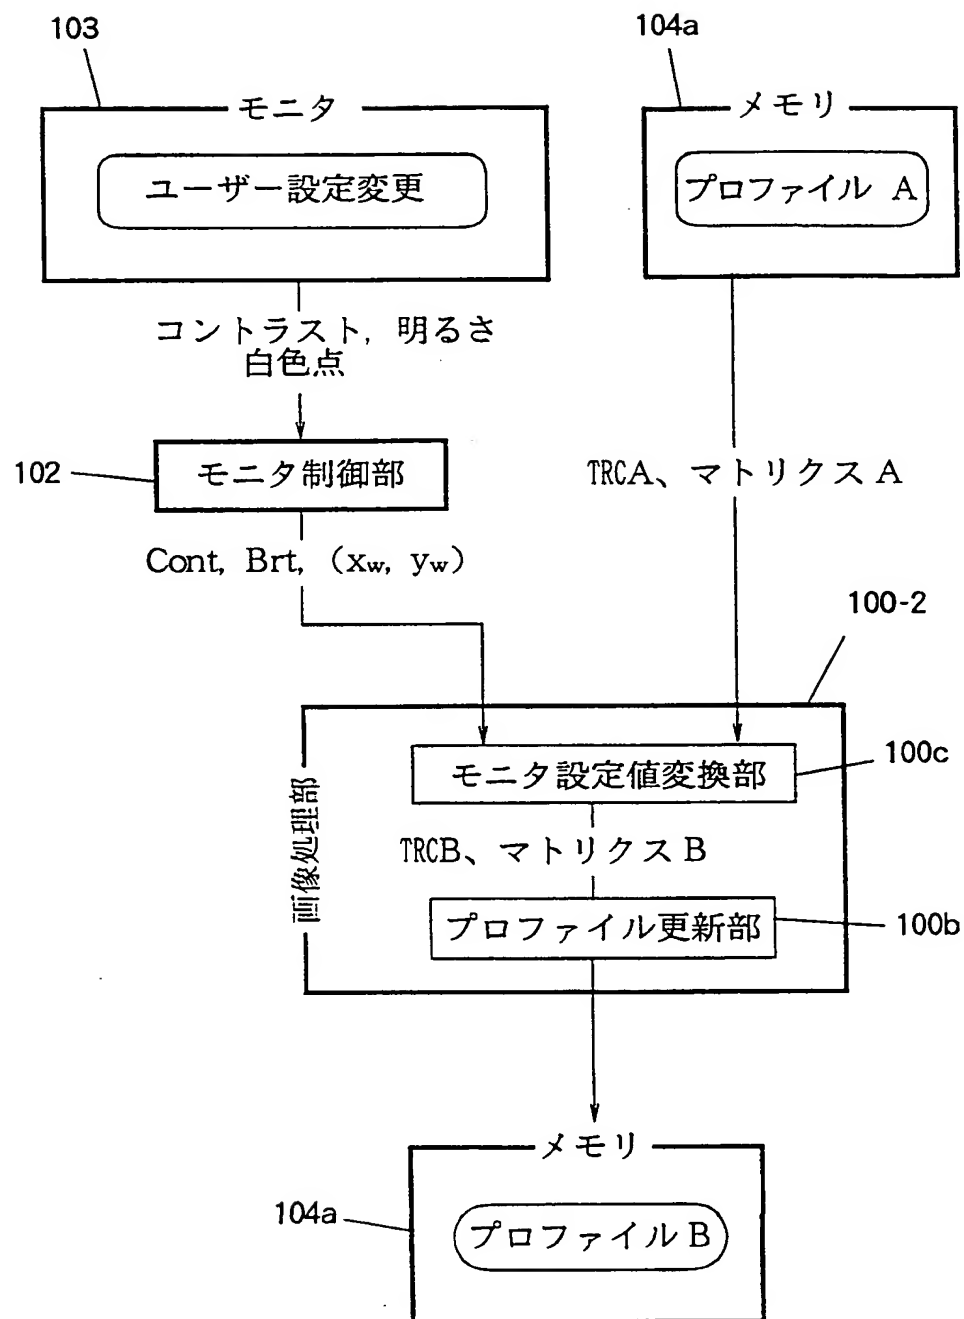 103
104a
モニタ
メモリ
ユーザー設定変更
プロファイル A
コントラスト, 明るさ
白色点
102
モニタ制御部
TRCA、マトリクス A
Cont, Brt, (xw, yw)
100-2
画像処理部
モニタ設定値変換部
100c
TRCB、マトリクス B
プロファイル更新部
100b
メモリ
104a
プロファイル B